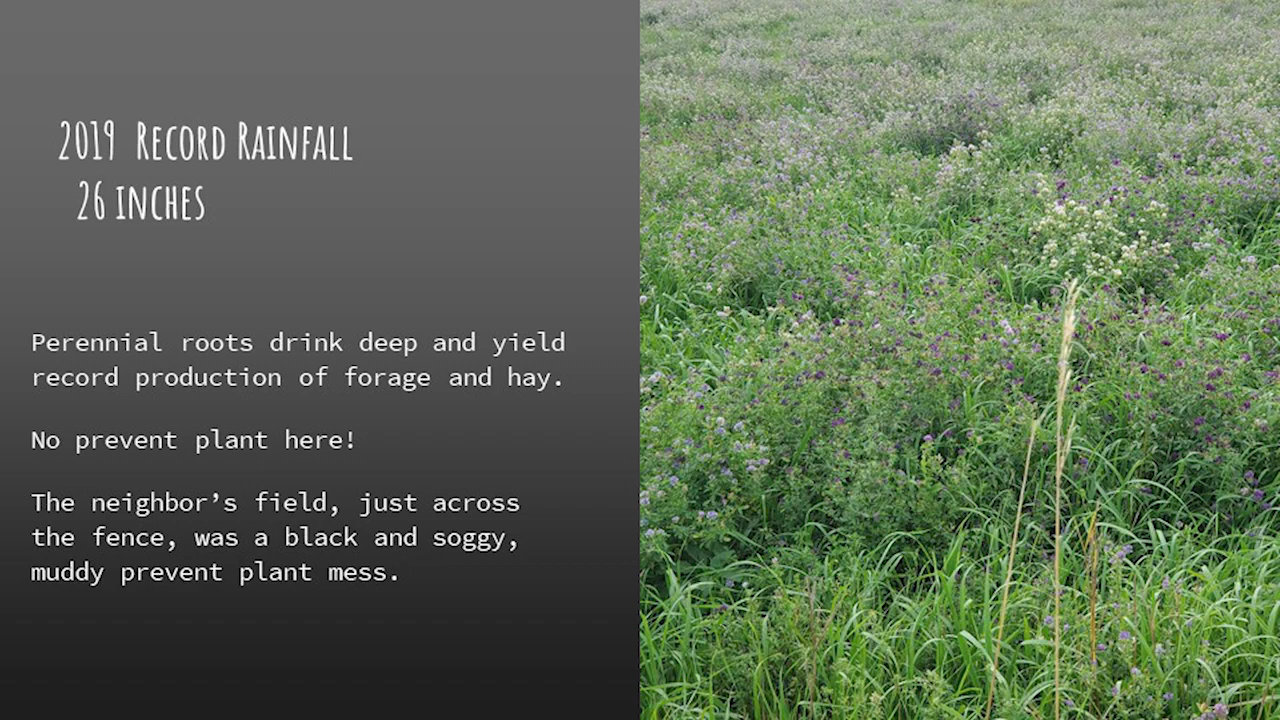 2019 Record Rainfall
26 inches
Perennial roots drink deep and yield
record production of forage and hay.
No prevent plant here!
The neighbor’s field, just across
the fence, was a black and soggy,
muddy prevent plant mess.